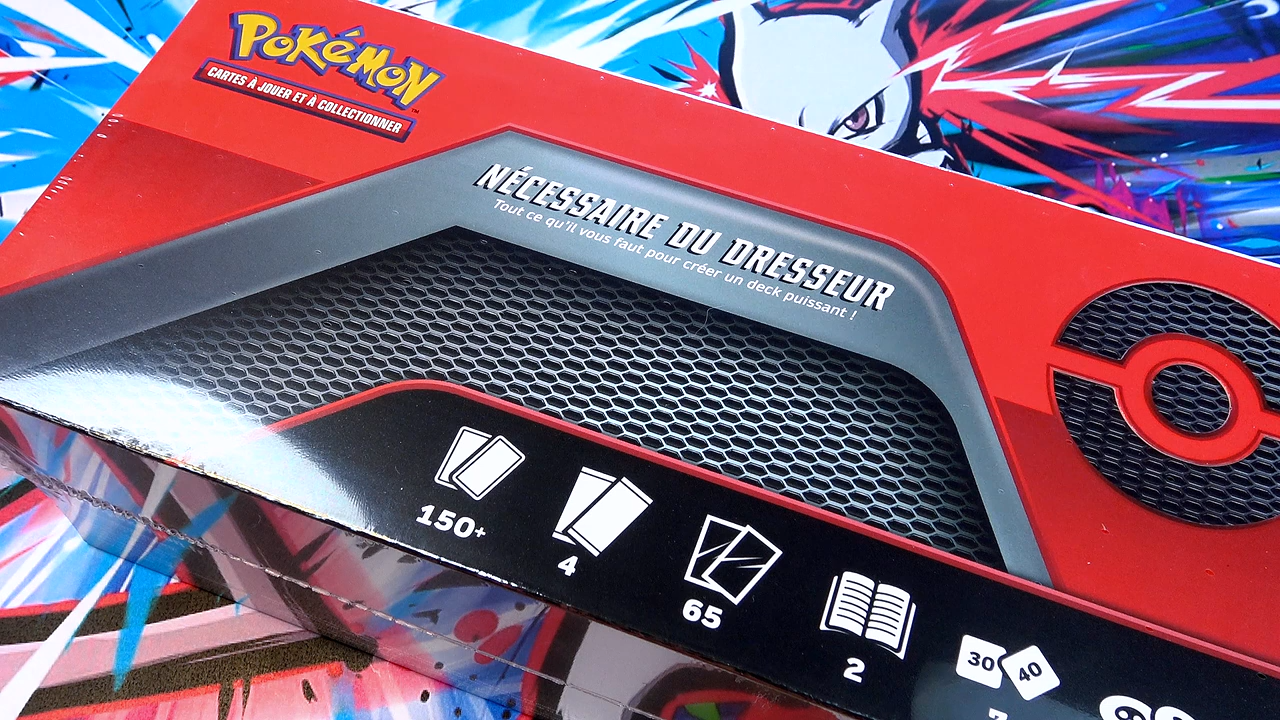 POKéMON
CARTES À JOUER ET À COLLECTIONNER
NÉCESSAIRE DU DRESSEUR
Tout ce qu'il vous faut pour créer un deck puissant !
150+
4
65
2
30 40